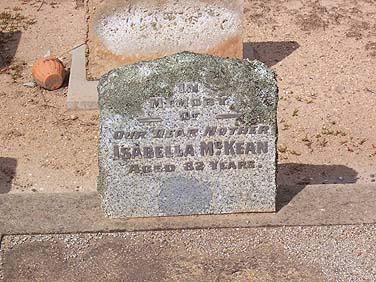 IN
MEMORY
OF
OUR DEAR MOTHER
ISABELLA McKEAN
AGED 82 YEARS.